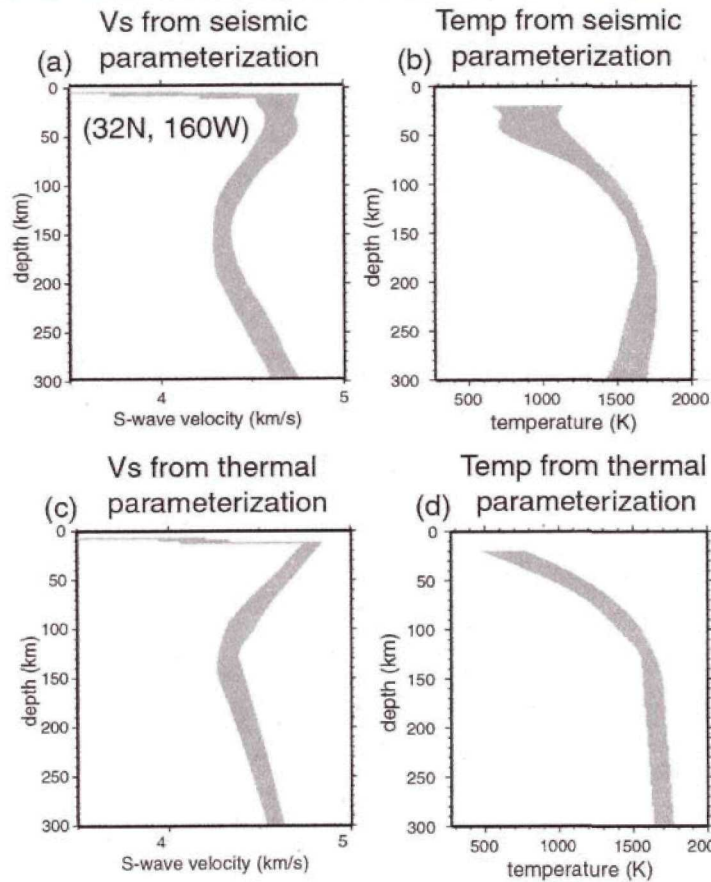 Vs from seismic
parameterization
(a)
0
50
100
150
200
250
300
depth (km)
(32N, 160W)
4
5
S-wave velocity (km/s)
Temp from seismic
parameterization
(b)
0
50
100
150
200
250
300
depth (km)
500
1000
1500
2000
temperature (K)
Vs from thermal
parameterization
(c)
0
50
100
150
200
250
300
depth (km)
4
5
S-wave velocity (km/s)
Temp from thermal
parameterization
(d)
0
50
100
150
200
250
300
depth (km)
500
1000
1500
200
temperature (K)